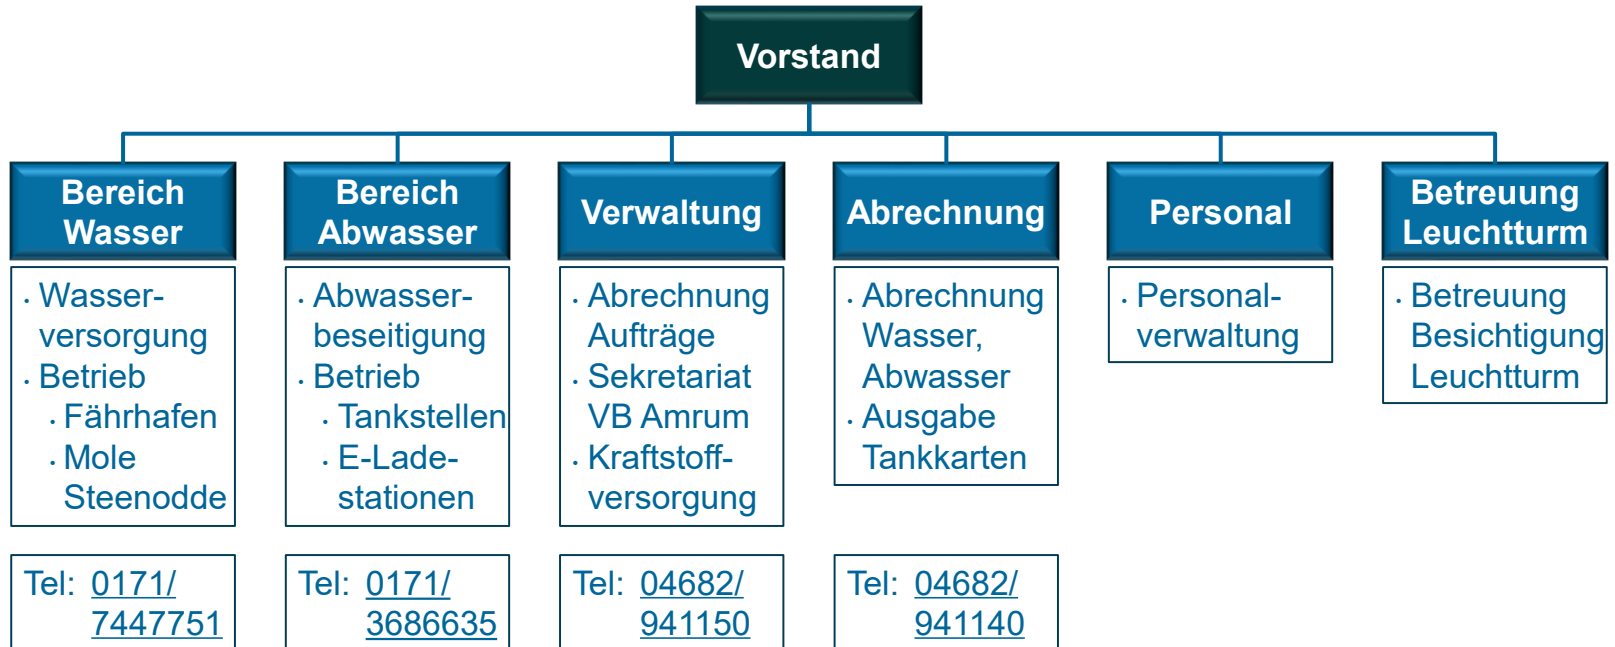 Vorstand
Bereich
Wasser
Bereich
Abwasser
Verwaltung
Abrechnung
Personal
Betreuung
Leuchtturm
· Wasser-
versorgung
· Betrieb
· Fährhafen
· Mole
Steenodde
· Abwasser-
beseitigung
· Betrieb
· Tankstellen
· E-Lade-
stationen
· Abrechnung
Aufträge
· Sekretariat
VB Amrum
· Kraftstoff-
versorgung
· Abrechnung
Wasser,
Abwasser
· Ausgabe
Tankkarten
· Personal-
verwaltung
· Betreuung
Besichtigung
Leuchtturm
Tel: 0171/
7447751
Tel: 0171/
3686635
Tel: 04682/
941150
Tel: 04682/
941140